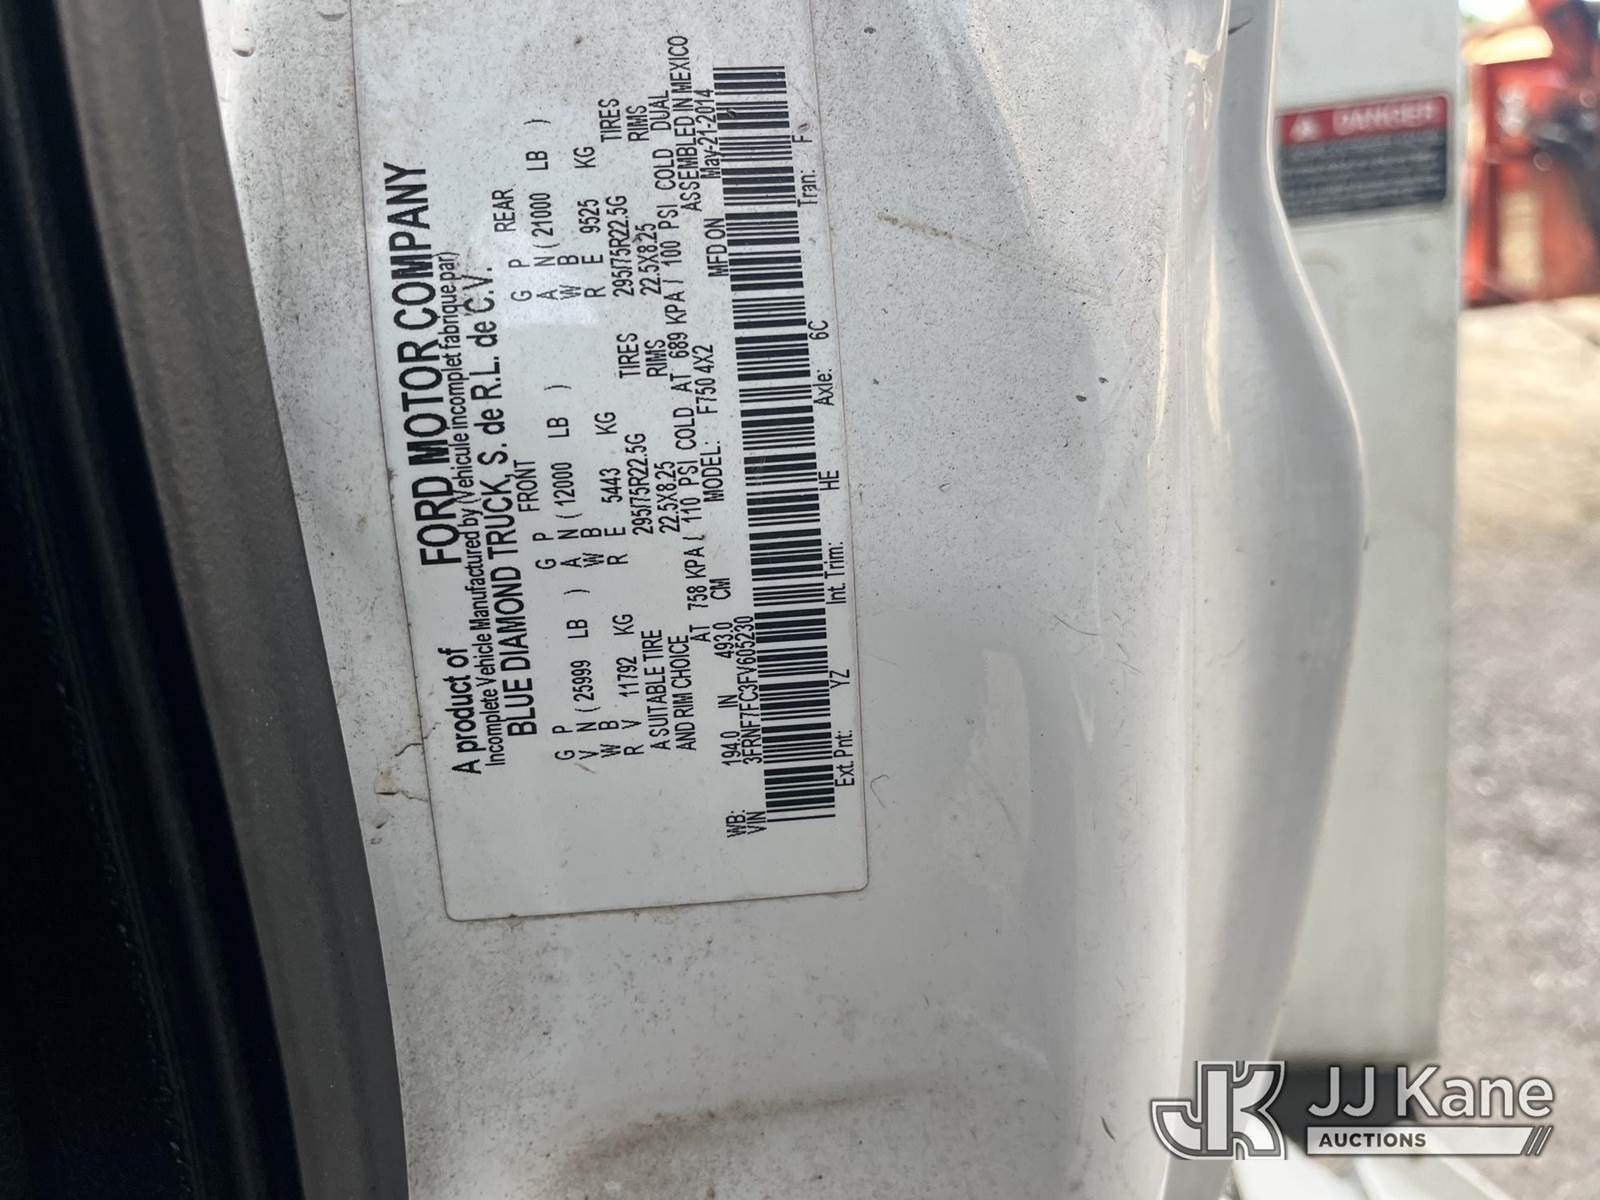 A product of FORD MOTOR COMPANY
Incomplete Vehicle Manufactured by (Vehicule incomplet fabrique par)
BLUE DIAMOND TRUCK, S. de R.L. de C.V.
FRONT REAR
G P G P G P
V N ( 25999 LB ) A N ( 12000 LB ) A N ( 21000 LB )
W B W B W B
R V 11792 KG R E 5443 KG R E 9525 KG
A SUITABLE TIRE 295/75R22.5G TIRES 295/75R22.5G TIRES
AND RIM CHOICE 22.5X8.25 RIMS 22.5X8.25 RIMS
AT 758 KPA / 110 PSI COLD AT 689 KPA / 100 PSI COLD DUAL
ASSEMBLED IN MEXICO
WB: 194.0 IN 493.0 CM MODEL: F750 4X2 MFD ON May-21-2014
VIN 3FRNF7FC3FV605230
Ext. Pnt: YZ Int. Trim: HE Axle: 6C Tran: F
DANGER
JK JJ Kane
AUCTIONS